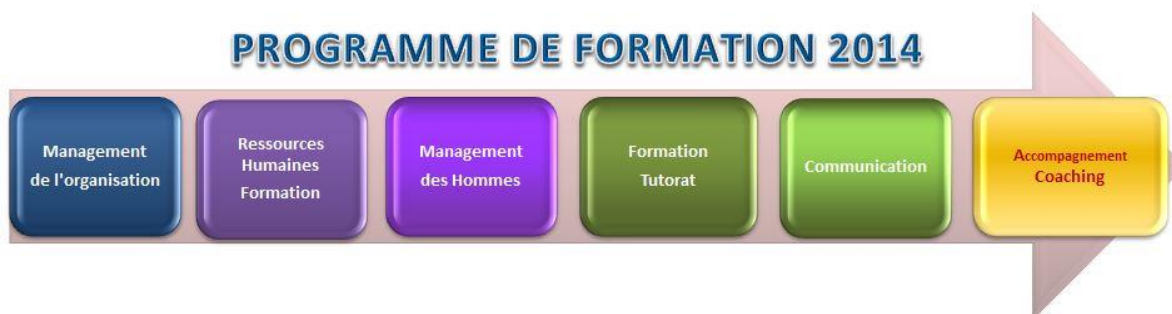 PROGRAMME DE FORMATION 2014
Management
de l'organisation
Ressources
Humaines
Formation
Management
des Hommes
Formation
Tutorat
Communication
Accompagnement
Coaching